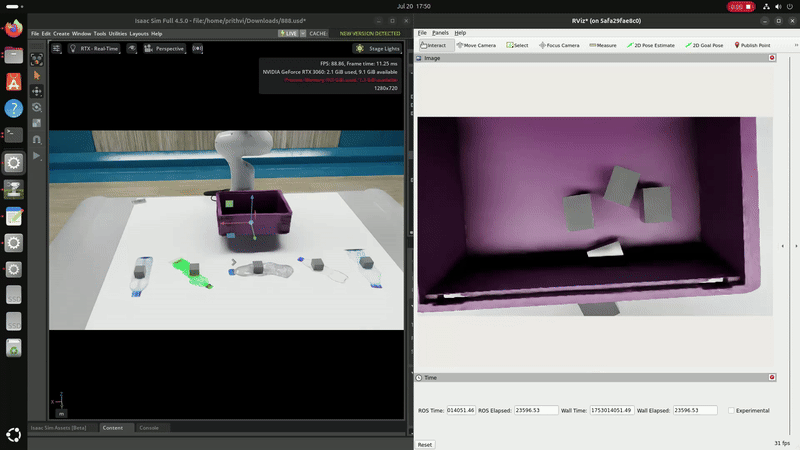 Jul 20 17:50
Isaac Sim Full 4.5.0 - File:/home/prithvi/Downloads/888.usd*
RViz* (on 5afa29fae8c0)
File Edit Create Window Tools Utilities Layouts Help
LIVE
CACHE
NEW VERSION DETECTED
File Panels Help
RTX - Real-Time
Perspective
Stage Lights
Interact
Move Camera
Select
Focus Camera
Measure
2D Pose Estimate
2D Goal Pose
Publish Point
Image
FPS: 88.86, Frame time: 11.25 ms
NVIDIA GeForce RTX 3060: 2.1 GiB used, 9.1 GiB available
1280x720
m
Time
ROS Time: 014051.46 ROS Elapsed: 23596.53 Wall Time: 1753014051.49 Wall Elapsed: 23596.53 Experimental
Isaac Sim Assets [Beta]
Content
Console
Reset
31 fps